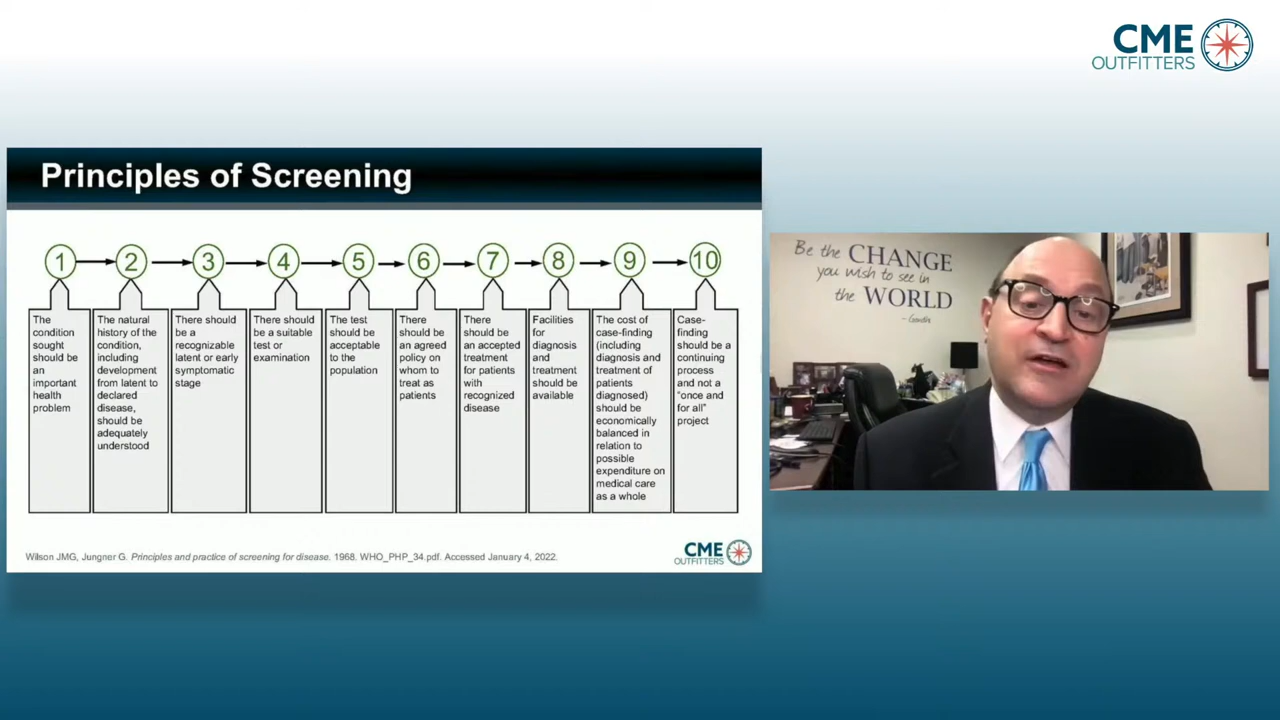 CME
OUTFITTERS
Principles of Screening
1
2
3
4
5
6
7
8
9
10
The
condition
sought
should be
an
important
health
problem
The natural
history of the
condition,
including
development
from latent to
declared
disease,
should be
adequately
understood
There should
be a
recognizable
latent or early
symptomatic
stage
There should
be a suitable
test or
examination
The test
should be
acceptable
to the
population
There
should be
an agreed
policy on
whom to
treat as
patients
There
should be
an accepted
treatment
for patients
with
recognized
disease
Facilities
for
diagnosis
and
treatment
should be
available
The cost of
case-finding
(including
diagnosis and
treatment of
patients
diagnosed)
should be
economically
balanced in
relation to
possible
expenditure on
medical care
as a whole
Case-
finding
should be a
continuing
process
and not a
“once and
for all”
project
Wilson JMG, Jungner G. Principles and practice of screening for disease. 1968. WHO_PHP_34.pdf. Accessed January 4, 2022.
CME
OUTFITTERS
Be the CHANGE
you wish to see in
the WORLD
- Gandhi